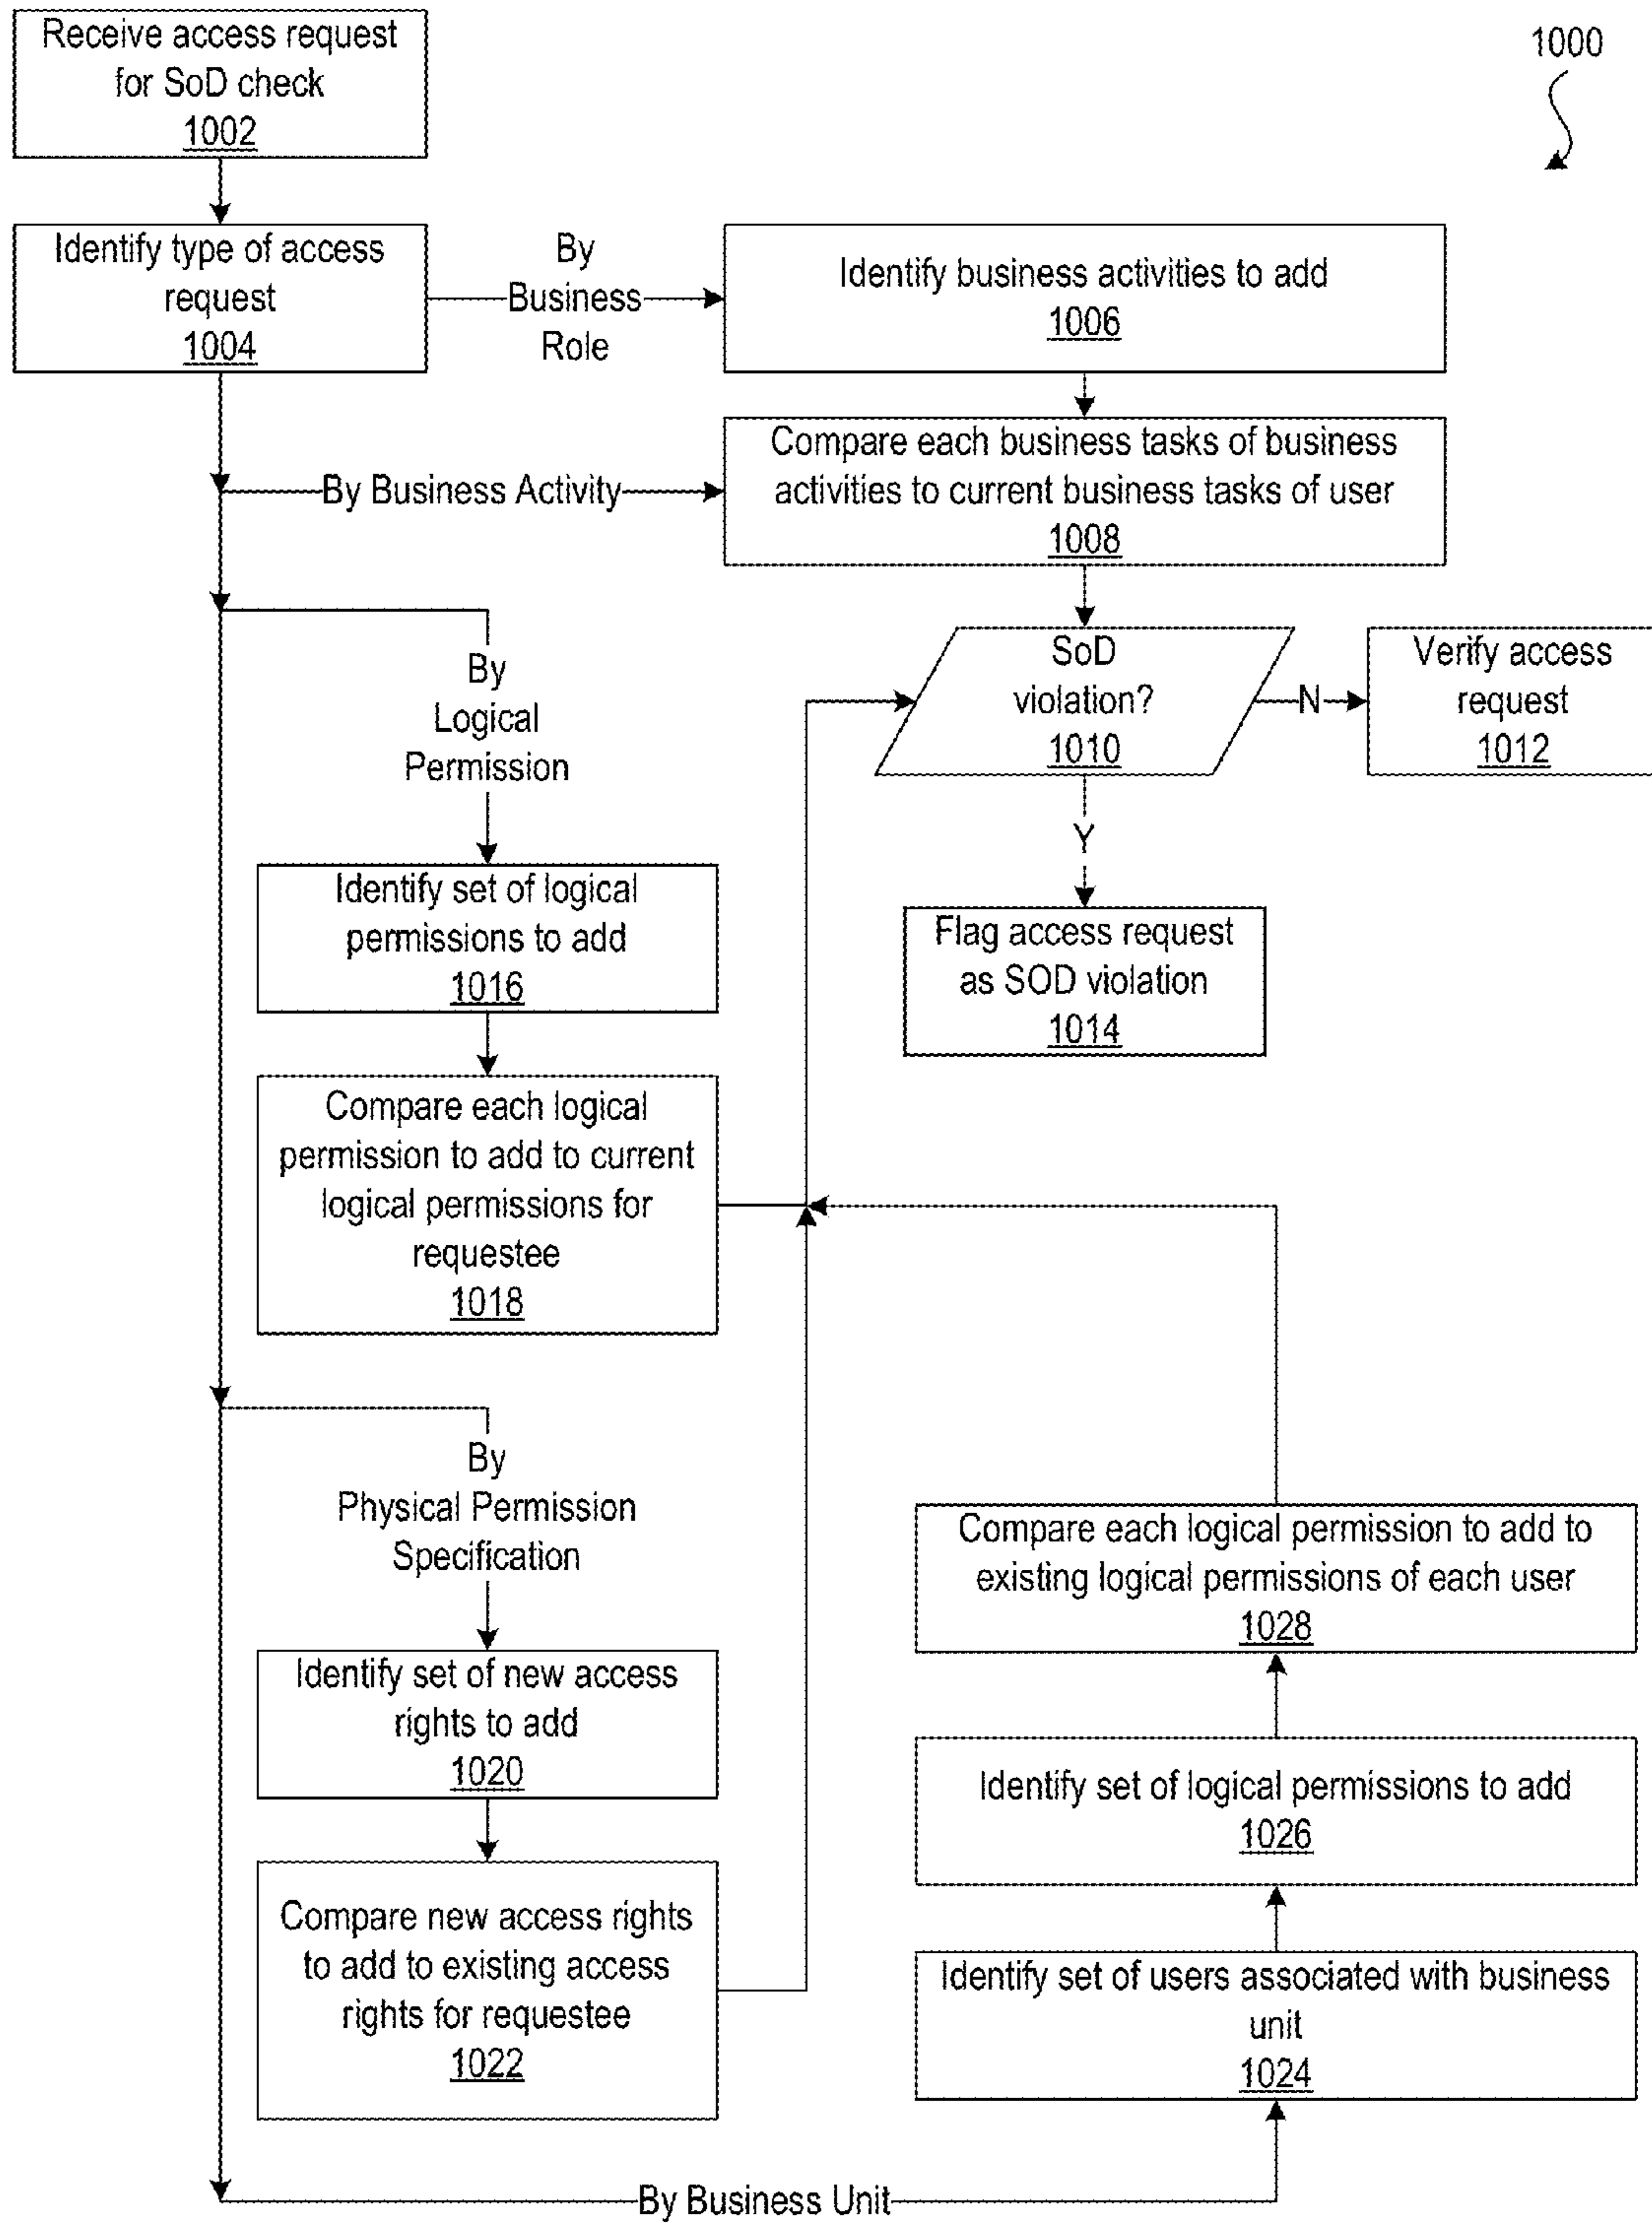 Receive access request
for SoD check
1002
1000
Identify type of access
request
1004
By
Business
Role
Identify business activities to add
1006
Compare each business tasks of business
activities to current business tasks of user
1008
By Business Activity
SoD
violation?
1010
N
Verify access
request
1012
Y
Flag access request
as SOD violation
1014
By
Logical
Permission
Identify set of logical
permissions to add
1016
Compare each logical
permission to add to current
logical permissions for
requestee
1018
By
Physical Permission
Specification
Identify set of new access
rights to add
1020
Compare new access rights
to add to existing access
rights for requestee
1022
Compare each logical permission to add to
existing logical permissions of each user
1028
Identify set of logical permissions to add
1026
Identify set of users associated with business
unit
1024
By Business Unit